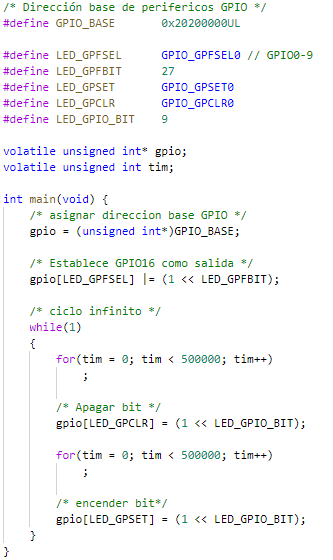 /* Dirección base de perifericos GPIO */
#define GPIO_BASE       0x20200000UL

#define LED_GPFSEL      GPIO_GPFSEL0 // GPIO0-9
#define LED_GPFBIT      27
#define LED_GPSET       GPIO_GPSET0
#define LED_GPCLR       GPIO_GPCLR0
#define LED_GPIO_BIT    9

volatile unsigned int* gpio;
volatile unsigned int tim;

int main(void) {
    /* asignar direccion base GPIO */
    gpio = (unsigned int*)GPIO_BASE;

    /* Establece GPIO16 como salida */
    gpio[LED_GPFSEL] |= (1 << LED_GPFBIT);

    /* ciclo infinito */
    while(1)
    {
        for(tim = 0; tim < 500000; tim++)
            ;

        /* Apagar bit */
        gpio[LED_GPCLR] = (1 << LED_GPIO_BIT);

        for(tim = 0; tim < 500000; tim++)
            ;

        /* encender bit*/
        gpio[LED_GPSET] = (1 << LED_GPIO_BIT);
    }
}